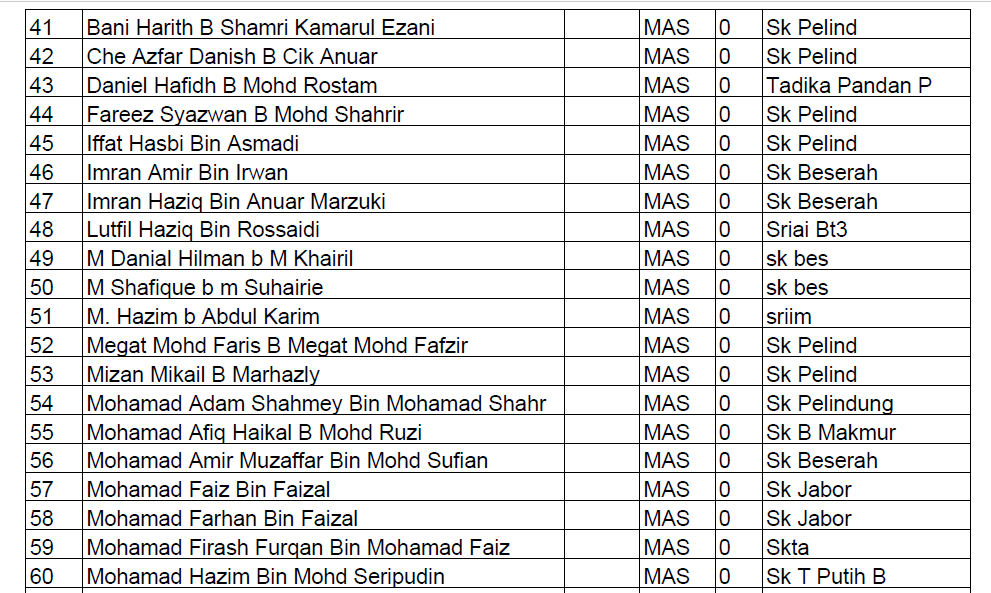 41 Bani Harith B Shamri Kamarul Ezani MAS 0 Sk Pelind
42 Che Azfar Danish B Cik Anuar MAS 0 Sk Pelind
43 Daniel Hafidh B Mohd Rostam MAS 0 Tadika Pandan P
44 Fareez Syazwan B Mohd Shahrir MAS 0 Sk Pelind
45 Iffat Hasbi Bin Asmadi MAS 0 Sk Pelind
46 Imran Amir Bin Irwan MAS 0 Sk Beserah
47 Imran Haziq Bin Anuar Marzuki MAS 0 Sk Beserah
48 Lutfil Haziq Bin Rossaidi MAS 0 Sriai Bt3
49 M Danial Hilman b M Khairil MAS 0 sk bes
50 M Shafique b m Suhairie MAS 0 sk bes
51 M. Hazim b Abdul Karim MAS 0 sriim
52 Megat Mohd Faris B Megat Mohd Fafzir MAS 0 Sk Pelind
53 Mizan Mikail B Marhazly MAS 0 Sk Pelind
54 Mohamad Adam Shahmey Bin Mohamad Shahr MAS 0 Sk Pelindung
55 Mohamad Afiq Haikal B Mohd Ruzi MAS 0 Sk B Makmur
56 Mohamad Amir Muzaffar Bin Mohd Sufian MAS 0 Sk Beserah
57 Mohamad Faiz Bin Faizal MAS 0 Sk Jabor
58 Mohamad Farhan Bin Faizal MAS 0 Sk Jabor
59 Mohamad Firash Furqan Bin Mohamad Faiz MAS 0 Skta
60 Mohamad Hazim Bin Mohd Seripudin MAS 0 Sk T Putih B